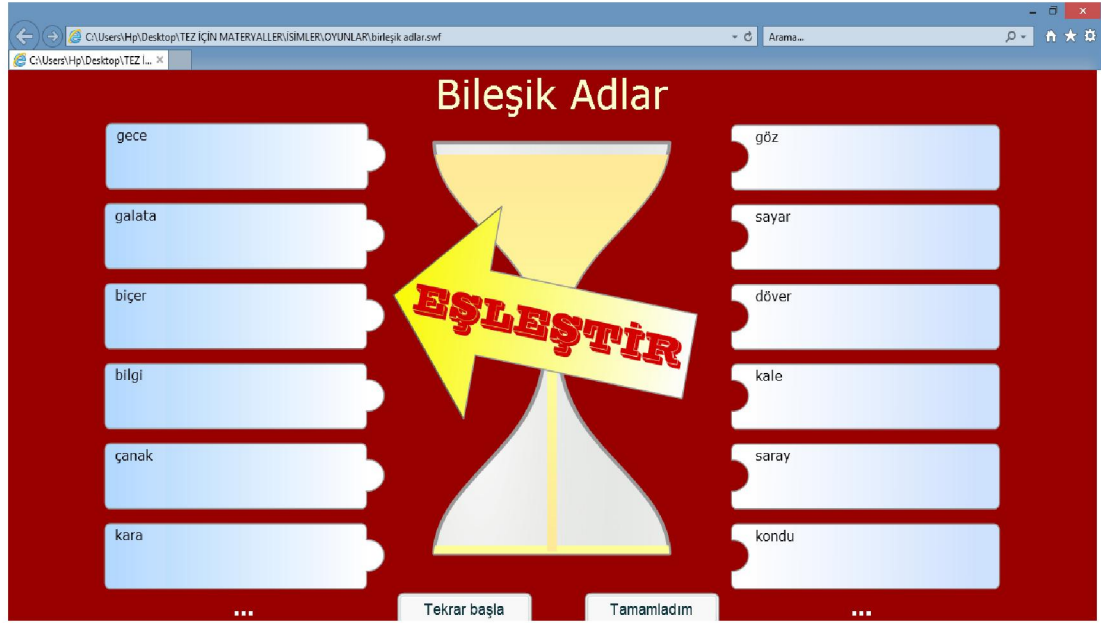 C:\Users\Hp\Desktop\TEZ İÇİN MATERYALLER\İSİMLER\OYUNLAR\birleşik adlar.swf
Arama...
C:\Users\Hp\Desktop\TEZ İ...
Bileşik Adlar
gece
göz
galata
sayar
biçer
döver
EŞLEŞTİR
bilgi
kale
çanak
saray
kara
kondu
...
Tekrar başla
Tamamladım
...